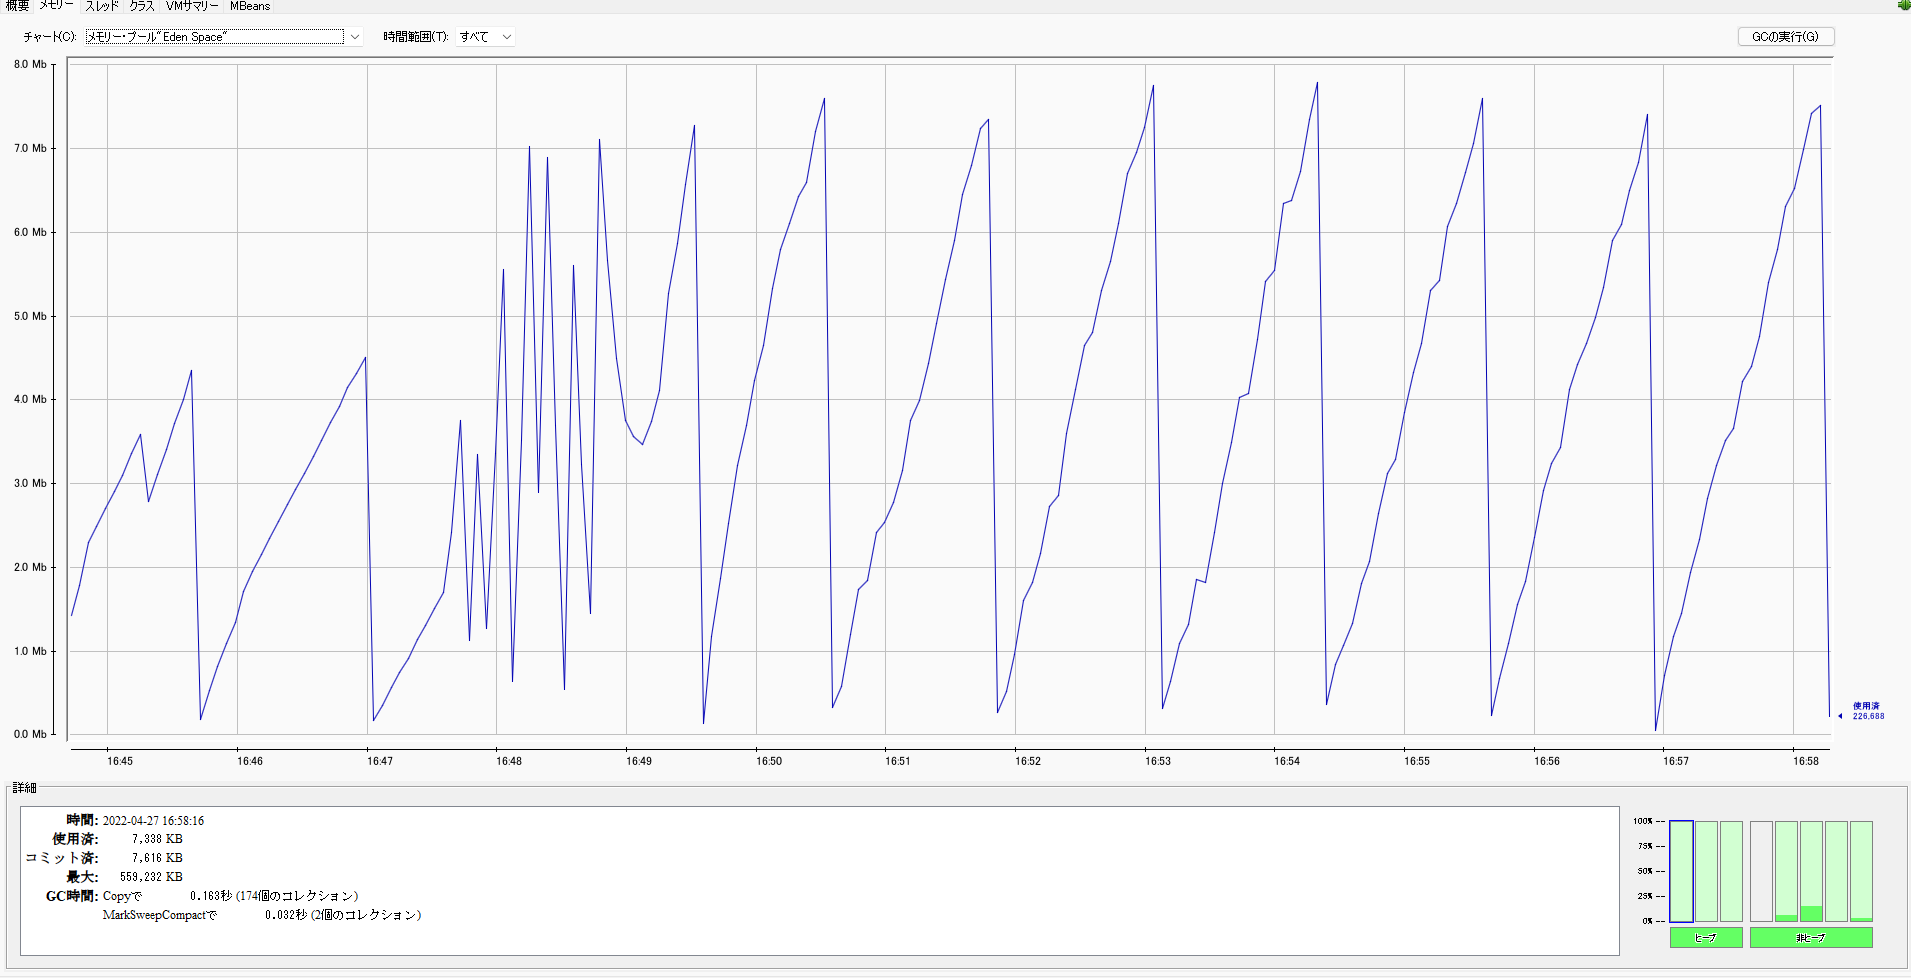 概要 メモリー スレッド クラス VMサマリー MBeans
チャート(C): メモリー・プール"Eden Space" 時間範囲(T): すべて GCの実行(G)
8.0 Mb
7.0 Mb
6.0 Mb
5.0 Mb
4.0 Mb
3.0 Mb
2.0 Mb
1.0 Mb
0.0 Mb
使用済
226,688
16:45 16:46 16:47 16:48 16:49 16:50 16:51 16:52 16:53 16:54 16:55 16:56 16:57 16:58
詳細
時間: 2022-04-27 16:58:16
使用済: 7,338 KB
コミット済: 7,616 KB
最大: 559,232 KB
GC時間: Copyで 0.163秒 (174個のコレクション)
MarkSweepCompactで 0.032秒 (2個のコレクション)
100% --
75% --
50% --
25% --
0% --
ヒープ 非ヒープ